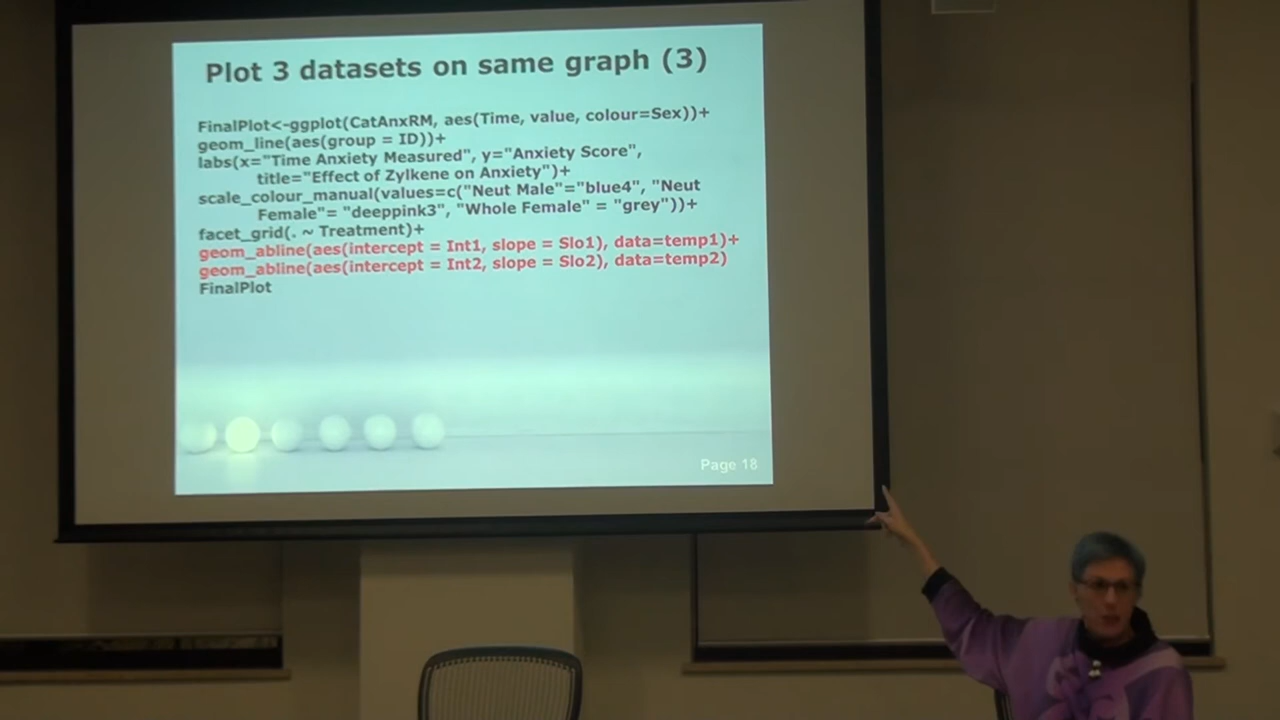 Plot 3 datasets on same graph (3)
FinalPlot<-ggplot(CatAnxRM, aes(Time, value, colour=Sex))+
geom_line(aes(group = ID))+
labs(x="Time Anxiety Measured", y="Anxiety Score",
title="Effect of Zylkene on Anxiety")+
scale_colour_manual(values=c("Neut Male"="blue4", "Neut
Female"= "deeppink3", "Whole Female" = "grey"))+
facet_grid(. ~ Treatment)+
geom_abline(aes(intercept = Int1, slope = Slo1), data=temp1)+
geom_abline(aes(intercept = Int2, slope = Slo2), data=temp2)
FinalPlot
Page 18